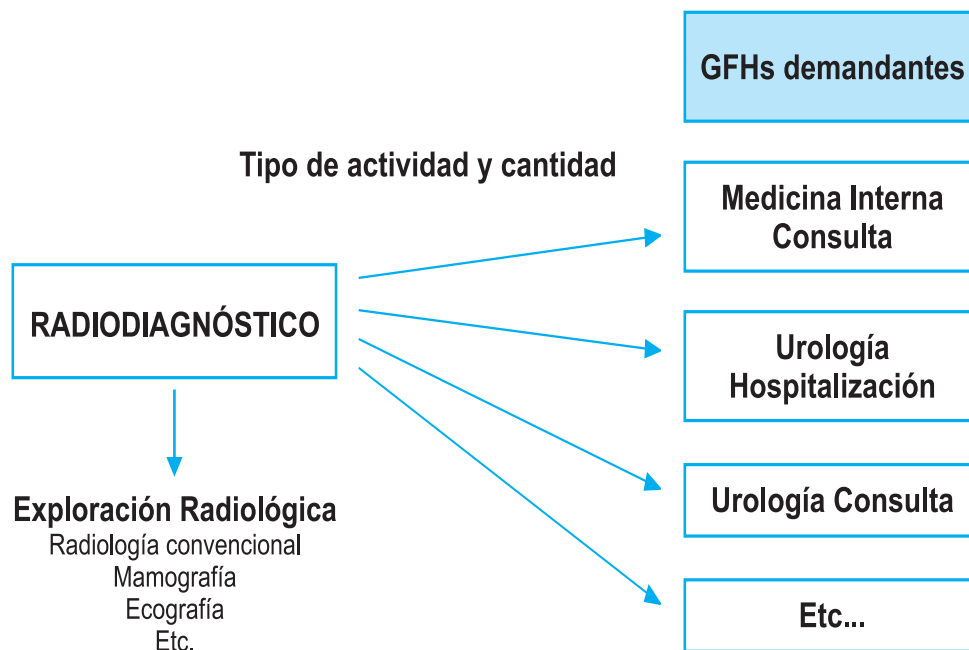 GFHs demandantes
Tipo de actividad y cantidad
Medicina Interna
Consulta
RADIODIAGNÓSTICO
Urología
Hospitalización
Urología Consulta
Exploración Radiológica
Radiología convencional
Mamografía
Ecografía
Etc.
Etc...